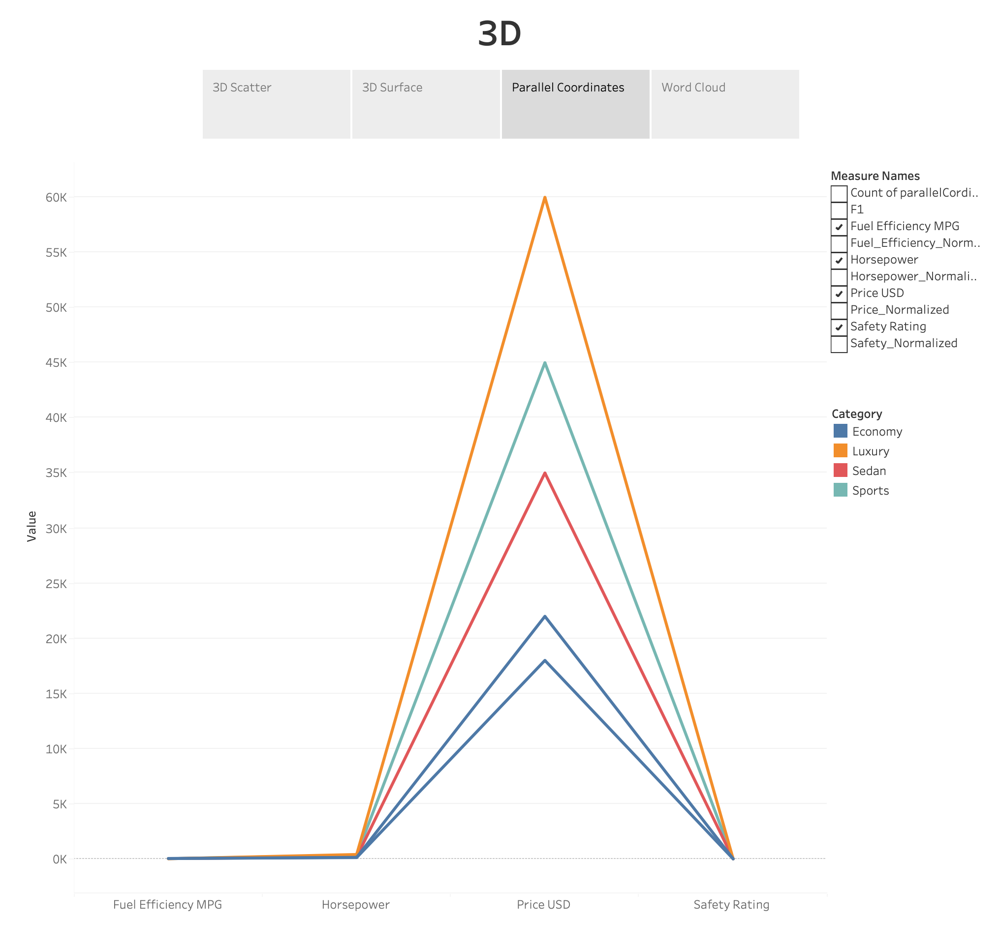 3D
3D Scatter
3D Surface
Parallel Coordinates
Word Cloud
Measure Names
Count of parallelCordi..
F1
Fuel Efficiency MPG
Fuel_Efficiency_Norm..
Horsepower
Horsepower_Normali..
Price USD
Price_Normalized
Safety Rating
Safety_Normalized
Category
Economy
Luxury
Sedan
Sports
Value
60K
55K
50K
45K
40K
35K
30K
25K
20K
15K
10K
5K
0K
Fuel Efficiency MPG
Horsepower
Price USD
Safety Rating